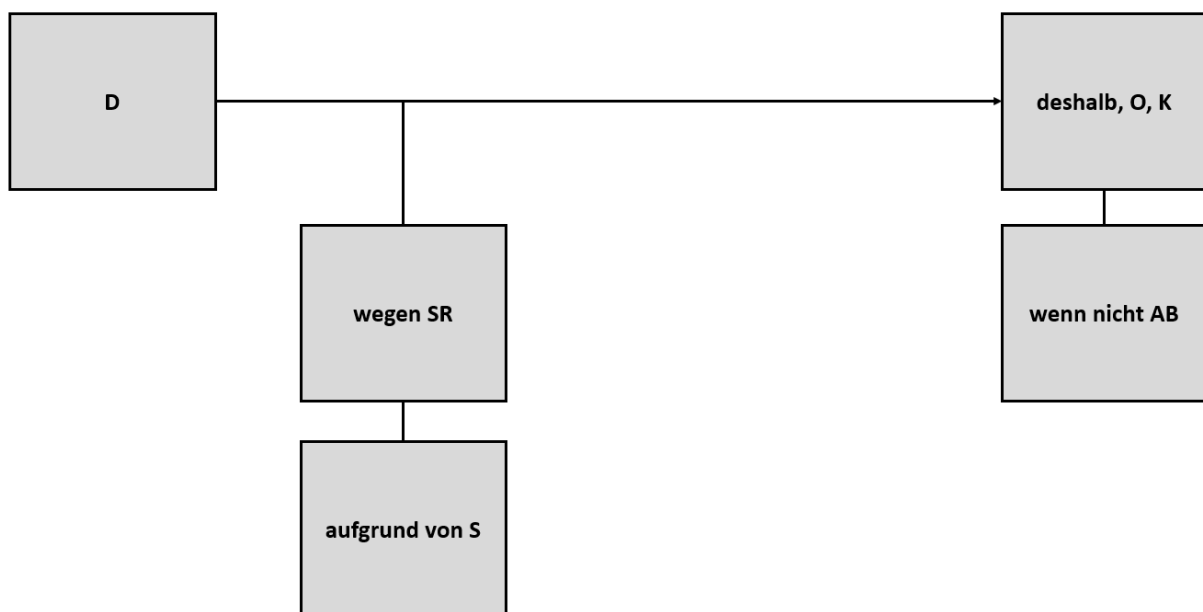 D
deshalb, O, K
wegen SR
wenn nicht AB
aufgrund von S